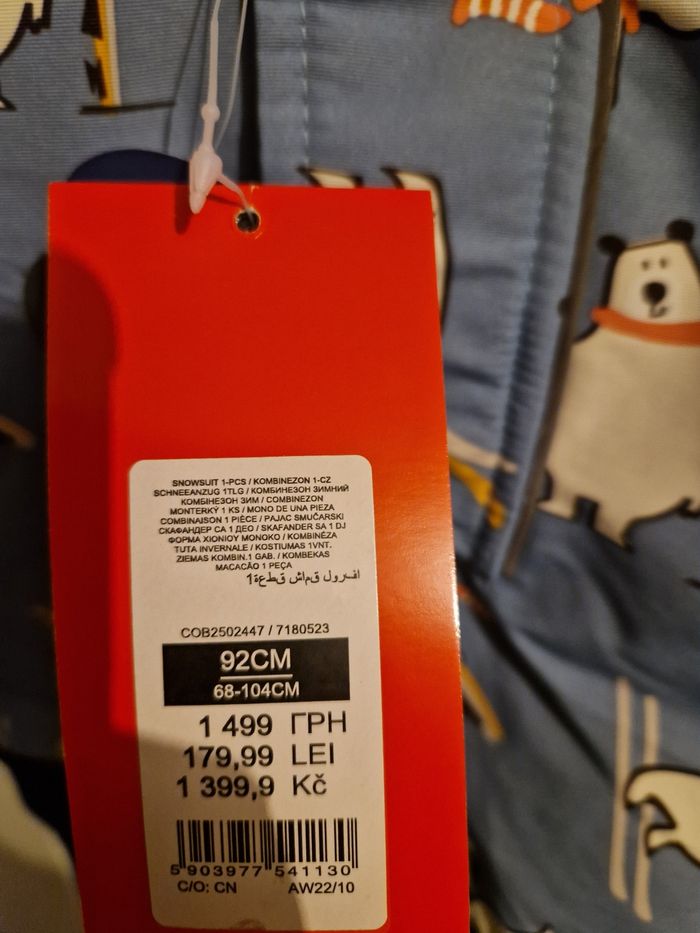 SNOWSUIT 1-PCS / KOMBINEZON 1-CZ
SCHNEEANZUG 1TLG / КОМБИНЕЗОН ЗИМНИЙ
КОМБІНЕЗОН ЗИМ / COMBINEZON
MONTERKÝ 1 KS / MONO DE UNA PIEZA
COMBINAISON 1 PIÈCE / PAJAC SMUČARSKI
СКАФАНДЕР СА 1 ДЕО / SKAFANDER SA 1 DJ
ΦΟΡΜΑ ΧΙΟΝΙΟΥ ΜΟΝΟΚΟ / KOMBINÉZA
TUTA INVERNALE / KOSTIUMAS 1VNT.
ZIEMAS KOMBIN.1 GAB. / KOMBEKAS
MACACÃO 1 PEÇA
افرول قماش قطعة1
COB2502447 / 7180523
92CM
68-104CM
1 499 ГРН
179,99 LEI
1 399,9 Kč
5 903977 541130
C/O: CN AW22/10